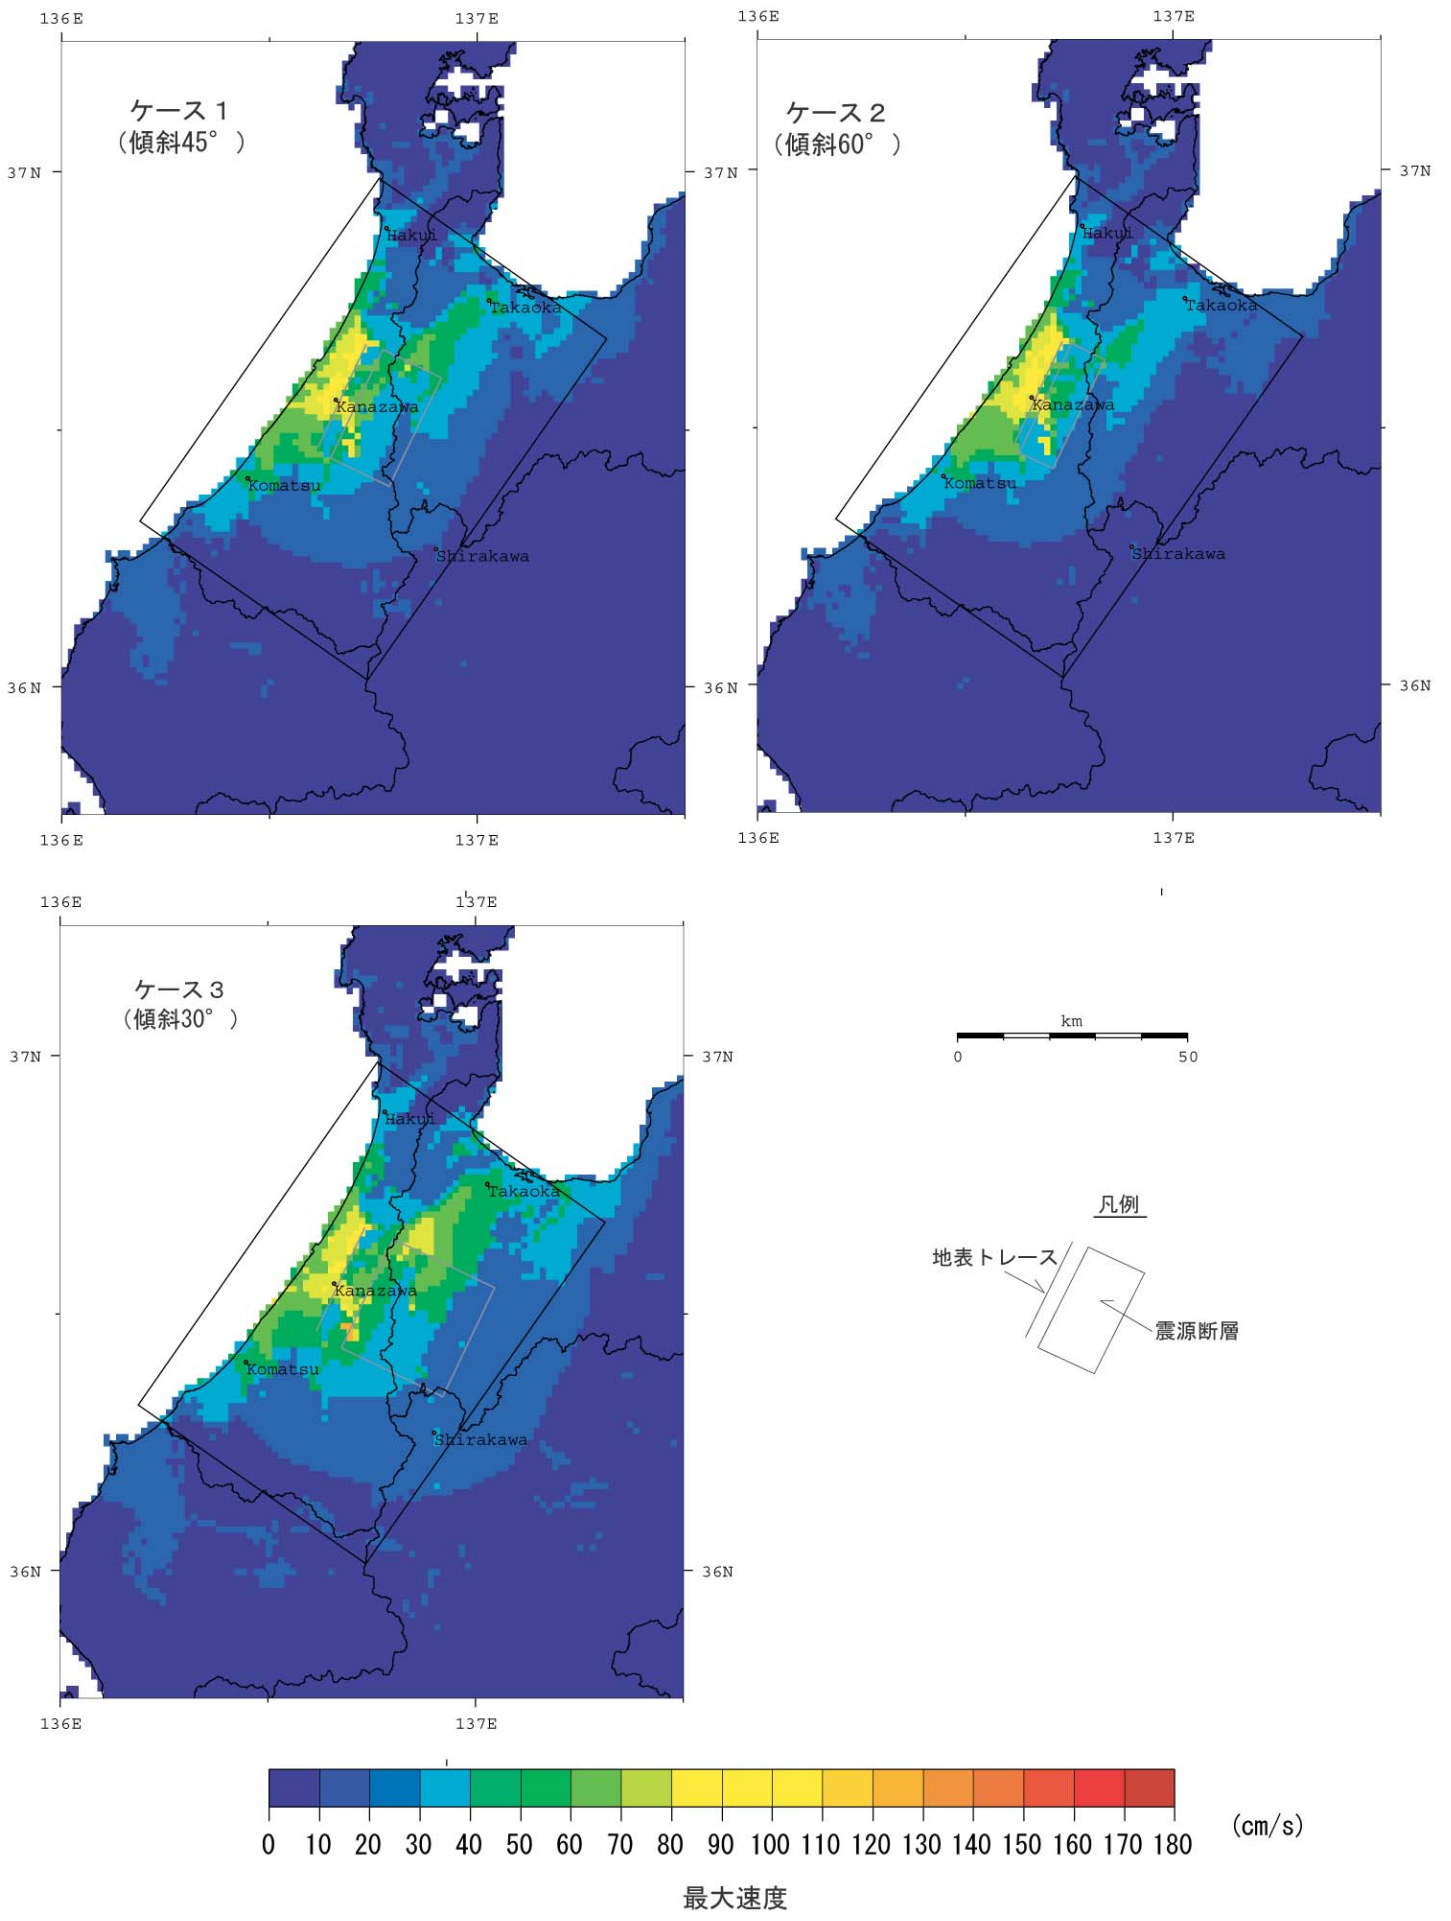 136E
137E
ケース１
（傾斜45°）
37N
Hakui
Takaoka
Kanazawa
Komatsu
Shirakawa
36N
136E
137E
136E
137E
ケース２
（傾斜60°）
37N
37N
Hakui
Takaoka
Kanazawa
Komatsu
Shirakawa
36N
36N
136E
137E
136E
137E
ケース３
（傾斜30°）
37N
37N
Hakui
Takaoka
Kanazawa
Komatsu
Shirakawa
36N
36N
136E
137E
km
0 50
凡例
地表トレース
震源断層
0 10 20 30 40 50 60 70 80 90 100 110 120 130 140 150 160 170 180
(cm/s)
最大速度